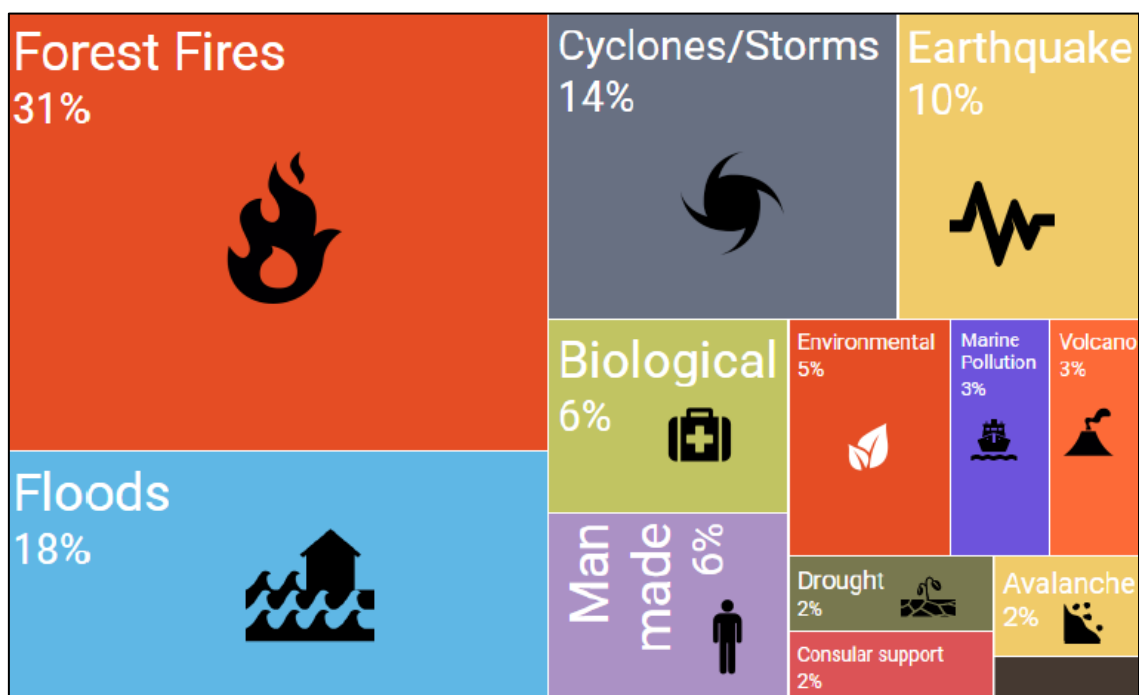 Forest Fires
31%
Cyclones/Storms
14%
Earthquake
10%
Floods
18%
Biological
6%
Man
made
6%
Environmental
5%
Marine
Pollution
3%
Volcano
3%
Drought
2%
Avalanche
2%
Consular support
2%